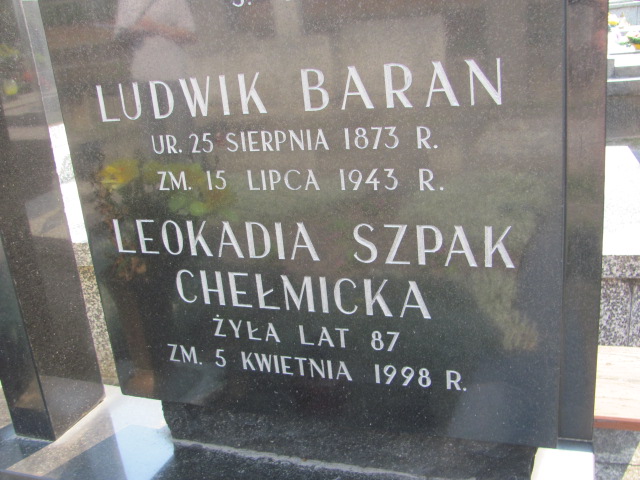 LUDWIK BARAN
UR. 25 SIERPNIA 1873 R.
ZM. 15 LIPCA 1943 R.
LEOKADIA SZPAK
CHEŁMICKA
ŻYŁA LAT 87
ZM. 5 KWIETNIA 1998 R.